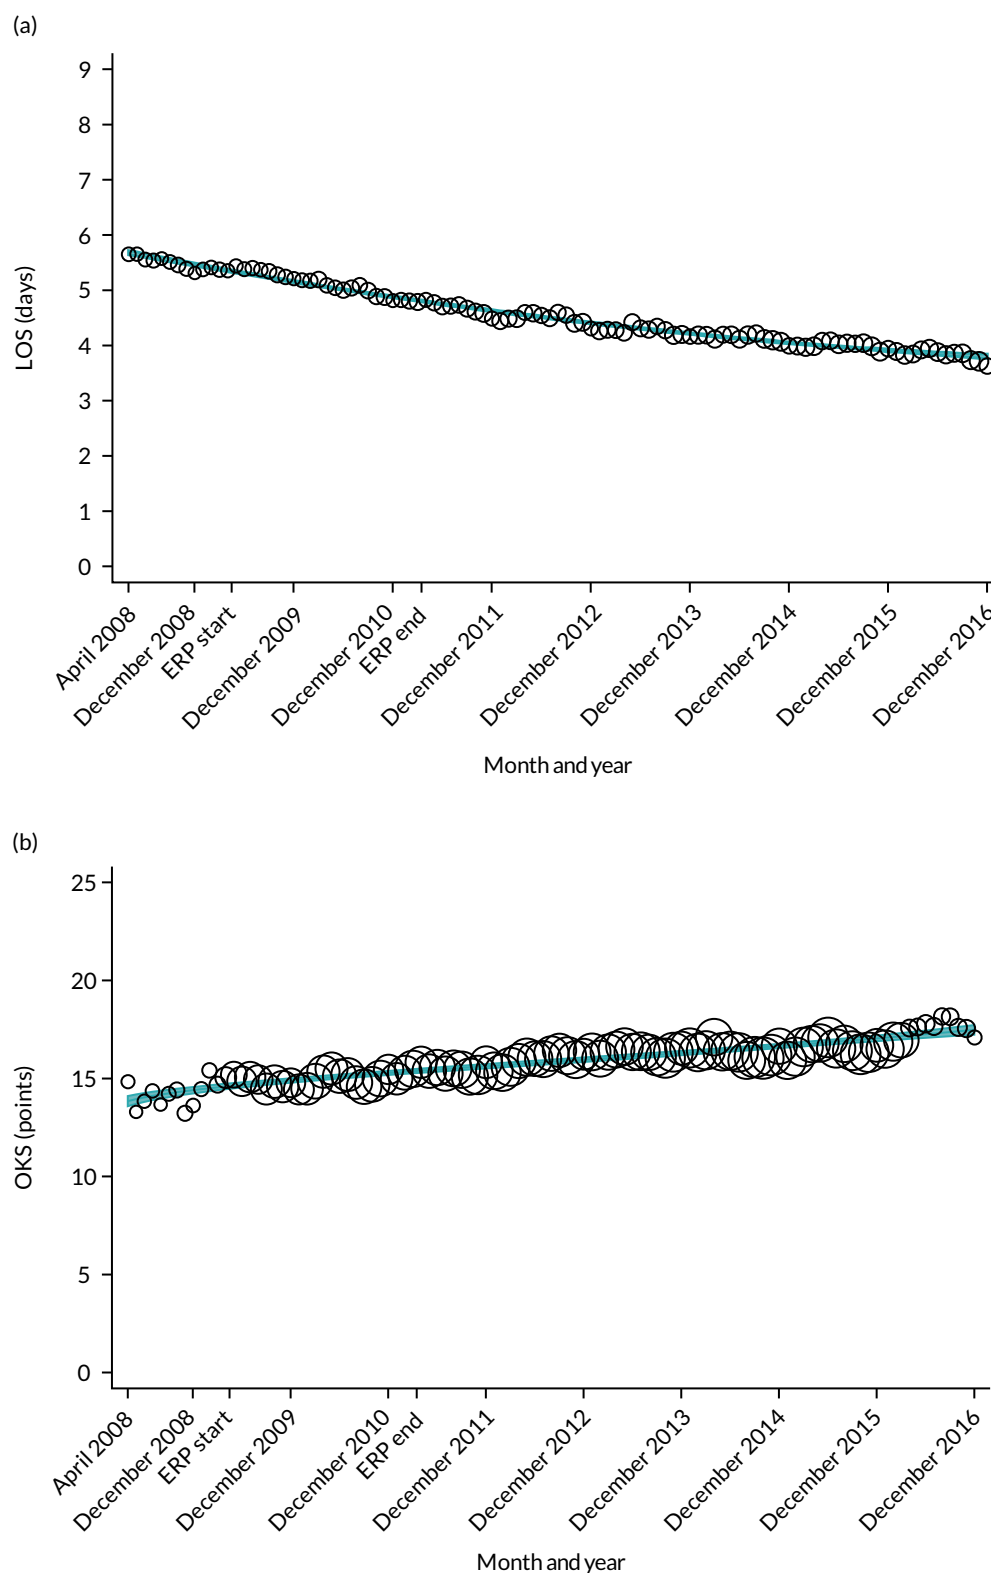 (a)
9
8
7
6
5
4
3
2
1
0
LOS (days)
April 2008
December 2008
ERP start
December 2009
December 2010
ERP end
December 2011
December 2012
December 2013
December 2014
December 2015
December 2016
Month and year
(b)
25
20
15
10
5
0
OKS (points)
April 2008
December 2008
ERP start
December 2009
December 2010
ERP end
December 2011
December 2012
December 2013
December 2014
December 2015
December 2016
Month and year